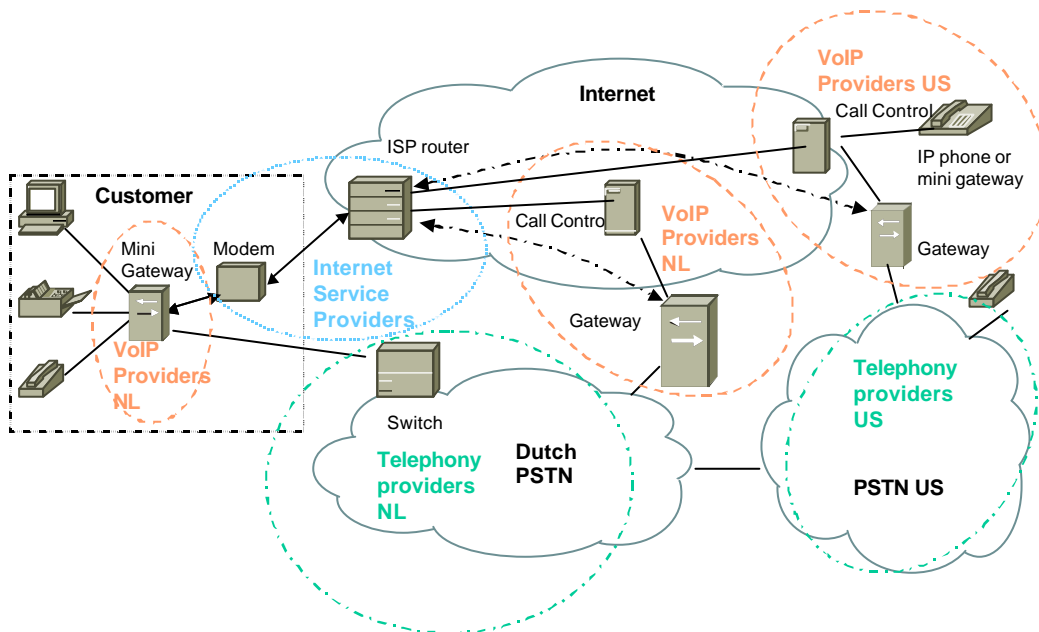 VoIP
Providers US
Internet
Call Control
ISP router
IP phone or
mini gateway
Customer
Mini
Gateway
Modem
Call Control
VoIP
Providers
NL
Gateway
Internet
Service
Providers
Gateway
VoIP
Providers
NL
Telephony
providers
US
Switch
Dutch
PSTN
Telephony
providers
NL
PSTN US